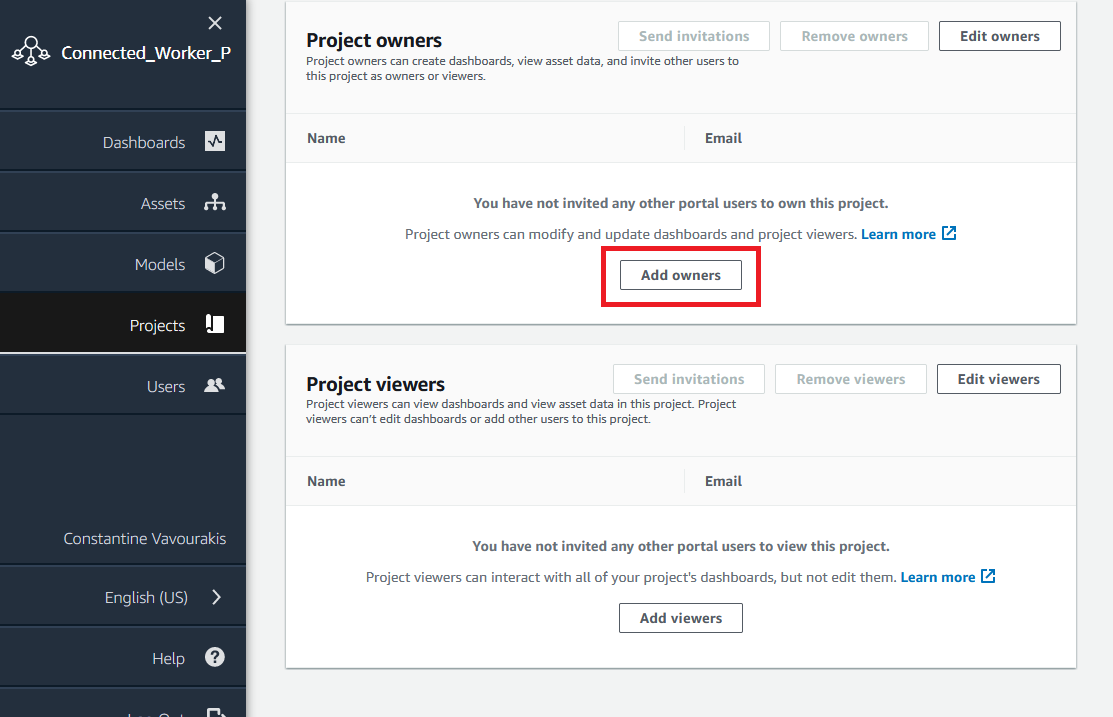 Connected_Worker_P
Dashboards
Assets
Models
Projects
Users
Constantine Vavourakis
English (US)
Help
Project owners
Send invitations
Remove owners
Edit owners
Project owners can create dashboards, view asset data, and invite other users to
this project as owners or viewers.
Name
Email
You have not invited any other portal users to own this project.
Project owners can modify and update dashboards and project viewers. Learn more
Add owners
Project viewers
Send invitations
Remove viewers
Edit viewers
Project viewers can view dashboards and view asset data in this project. Project
viewers can’t edit dashboards or add other users to this project.
Name
Email
You have not invited any other portal users to view this project.
Project viewers can interact with all of your project's dashboards, but not edit them. Learn more
Add viewers